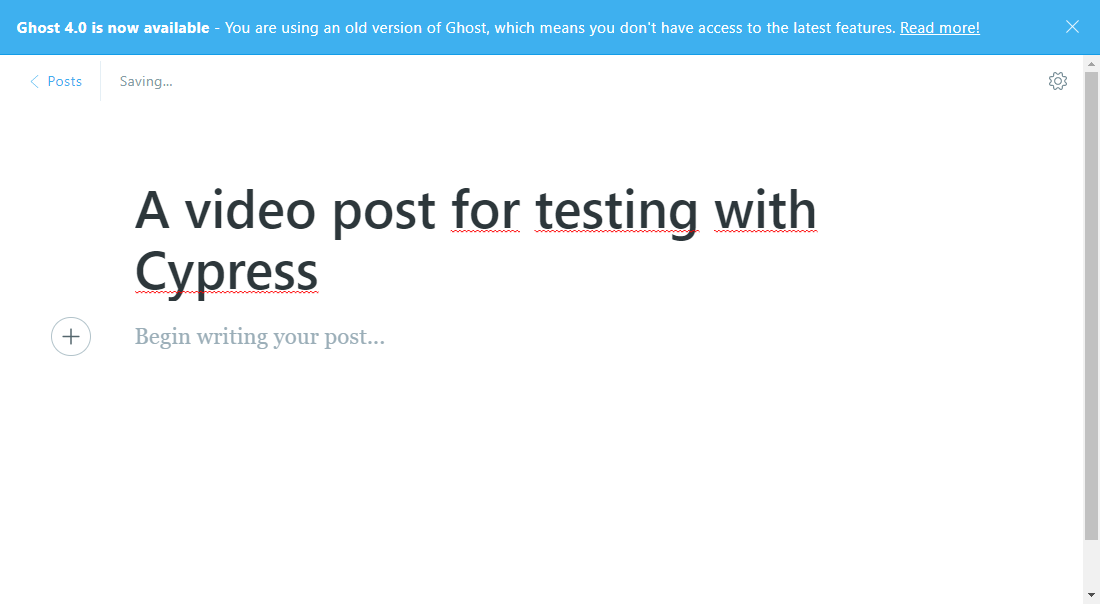 Ghost 4.0 is now available - You are using an old version of Ghost, which means you don't have access to the latest features. Read more!
Posts
Saving...
A video post for testing with
Cypress
Begin writing your post...